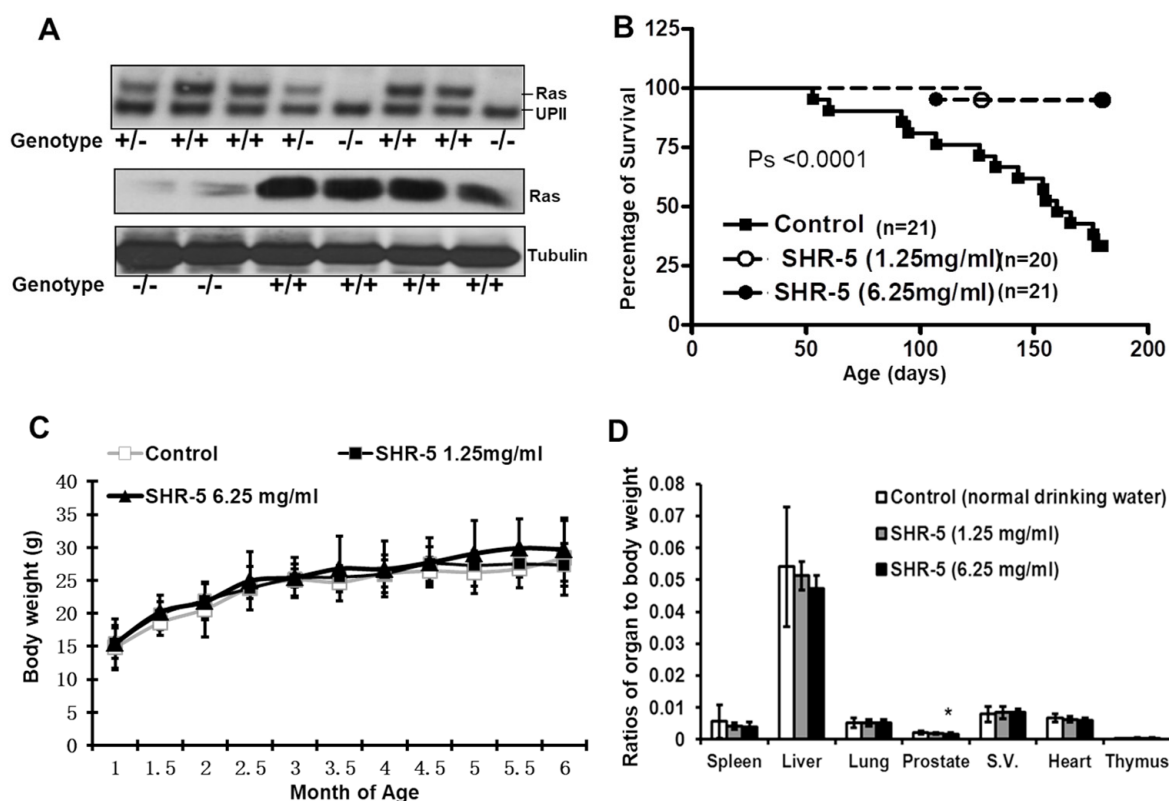 A
Ras
UPII
Genotype +/- +/+ +/+ +/- -/- +/+ +/+ -/-
Ras
Tubulin
Genotype -/- -/- +/+ +/+ +/+ +/+
B
Percentage of Survival
125
100
75
50
25
0
Ps <0.0001
Control (n=21)
SHR-5 (1.25mg/ml)(n=20)
SHR-5 (6.25mg/ml)(n=21)
0 50 100 150 200
Age (days)
C
Control
SHR-5 1.25mg/ml
SHR-5 6.25 mg/ml
Body weight (g)
40
35
30
25
20
15
10
5
0
1 1.5 2 2.5 3 3.5 4 4.5 5 5.5 6
Month of Age
D
Ratios of organ to body weight
0.08
0.07
0.06
0.05
0.04
0.03
0.02
0.01
0
Control (normal drinking water)
SHR-5 (1.25 mg/ml)
SHR-5 (6.25 mg/ml)
*
Spleen Liver Lung Prostate S.V. Heart Thymus